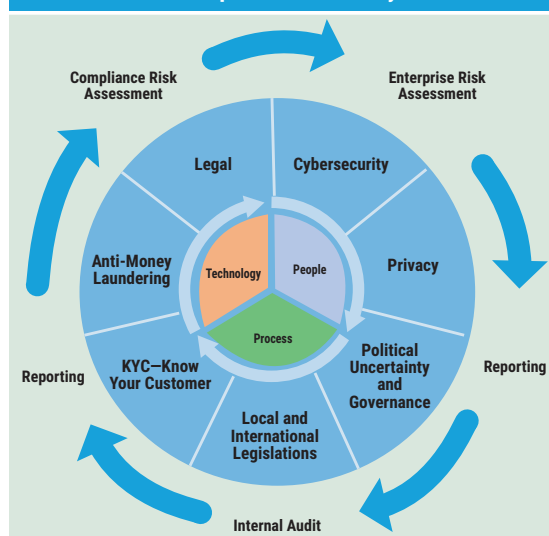 Compliance Risk
Assessment
Enterprise Risk
Assessment
Legal
Cybersecurity
Anti-Money
Laundering
Technology
People
Privacy
Process
KYC—Know
Your Customer
Political
Uncertainty
and
Governance
Reporting
Reporting
Local and
International
Legislations
Internal Audit